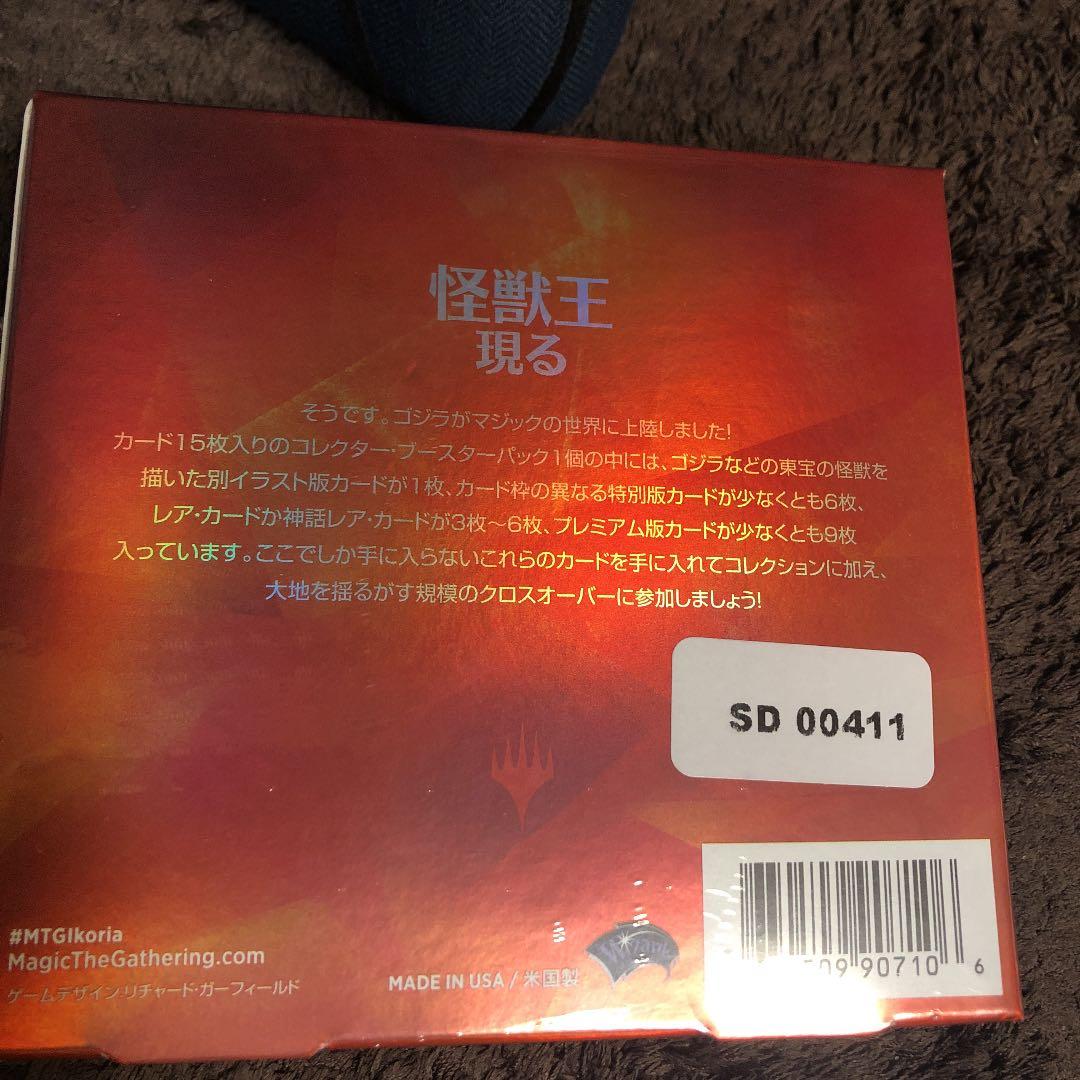 怪獣王
現る
そうです。ゴジラがマジックの世界に上陸しました!
カード15枚入りのコレクター・ブースターパック1個の中には、ゴジラなどの東宝の怪獣を
描いた別イラスト版カードが1枚、カード枠の異なる特別版カードが少なくとも6枚、
レア・カードか神話レア・カードが3枚～6枚、プレミアム版カードが少なくとも9枚
入っています。ここでしか手に入らないこれらのカードを手に入れてコレクションに加え、
大地を揺るがす規模のクロスオーバーに参加しましょう!
SD 00411
#MTGIkoria
MagicTheGathering.com
ゲームデザイン:リチャード・ガーフィールド
MADE IN USA / 米国製
09 90710 6